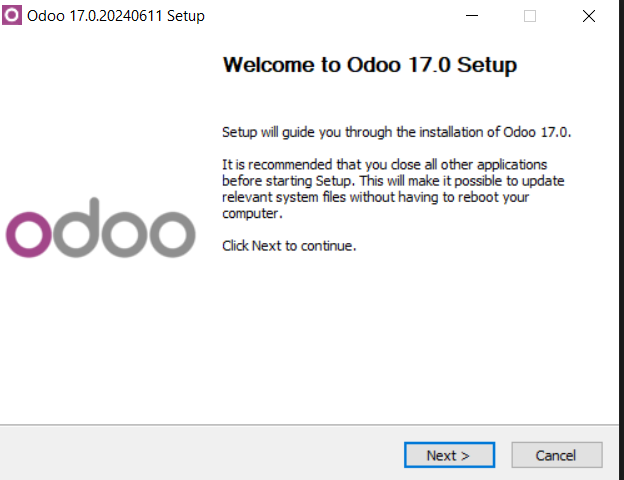 Odoo 17.0.20240611 Setup
Welcome to Odoo 17.0 Setup
Setup will guide you through the installation of Odoo 17.0.
It is recommended that you close all other applications
before starting Setup. This will make it possible to update
relevant system files without having to reboot your
computer.
Click Next to continue.
odoo
Next >
Cancel